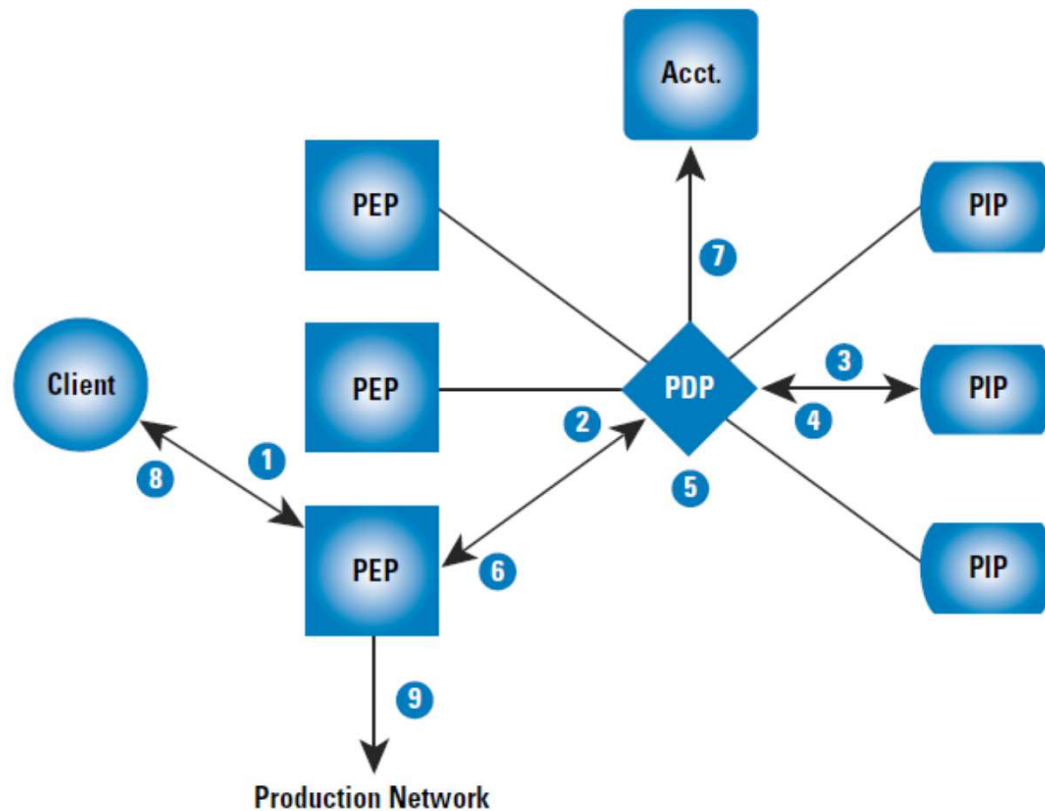 Acct.
PEP
PIP
7
Client
PEP
3
PDP
PIP
2
4
1
8
5
PEP
6
PIP
9
Production Network